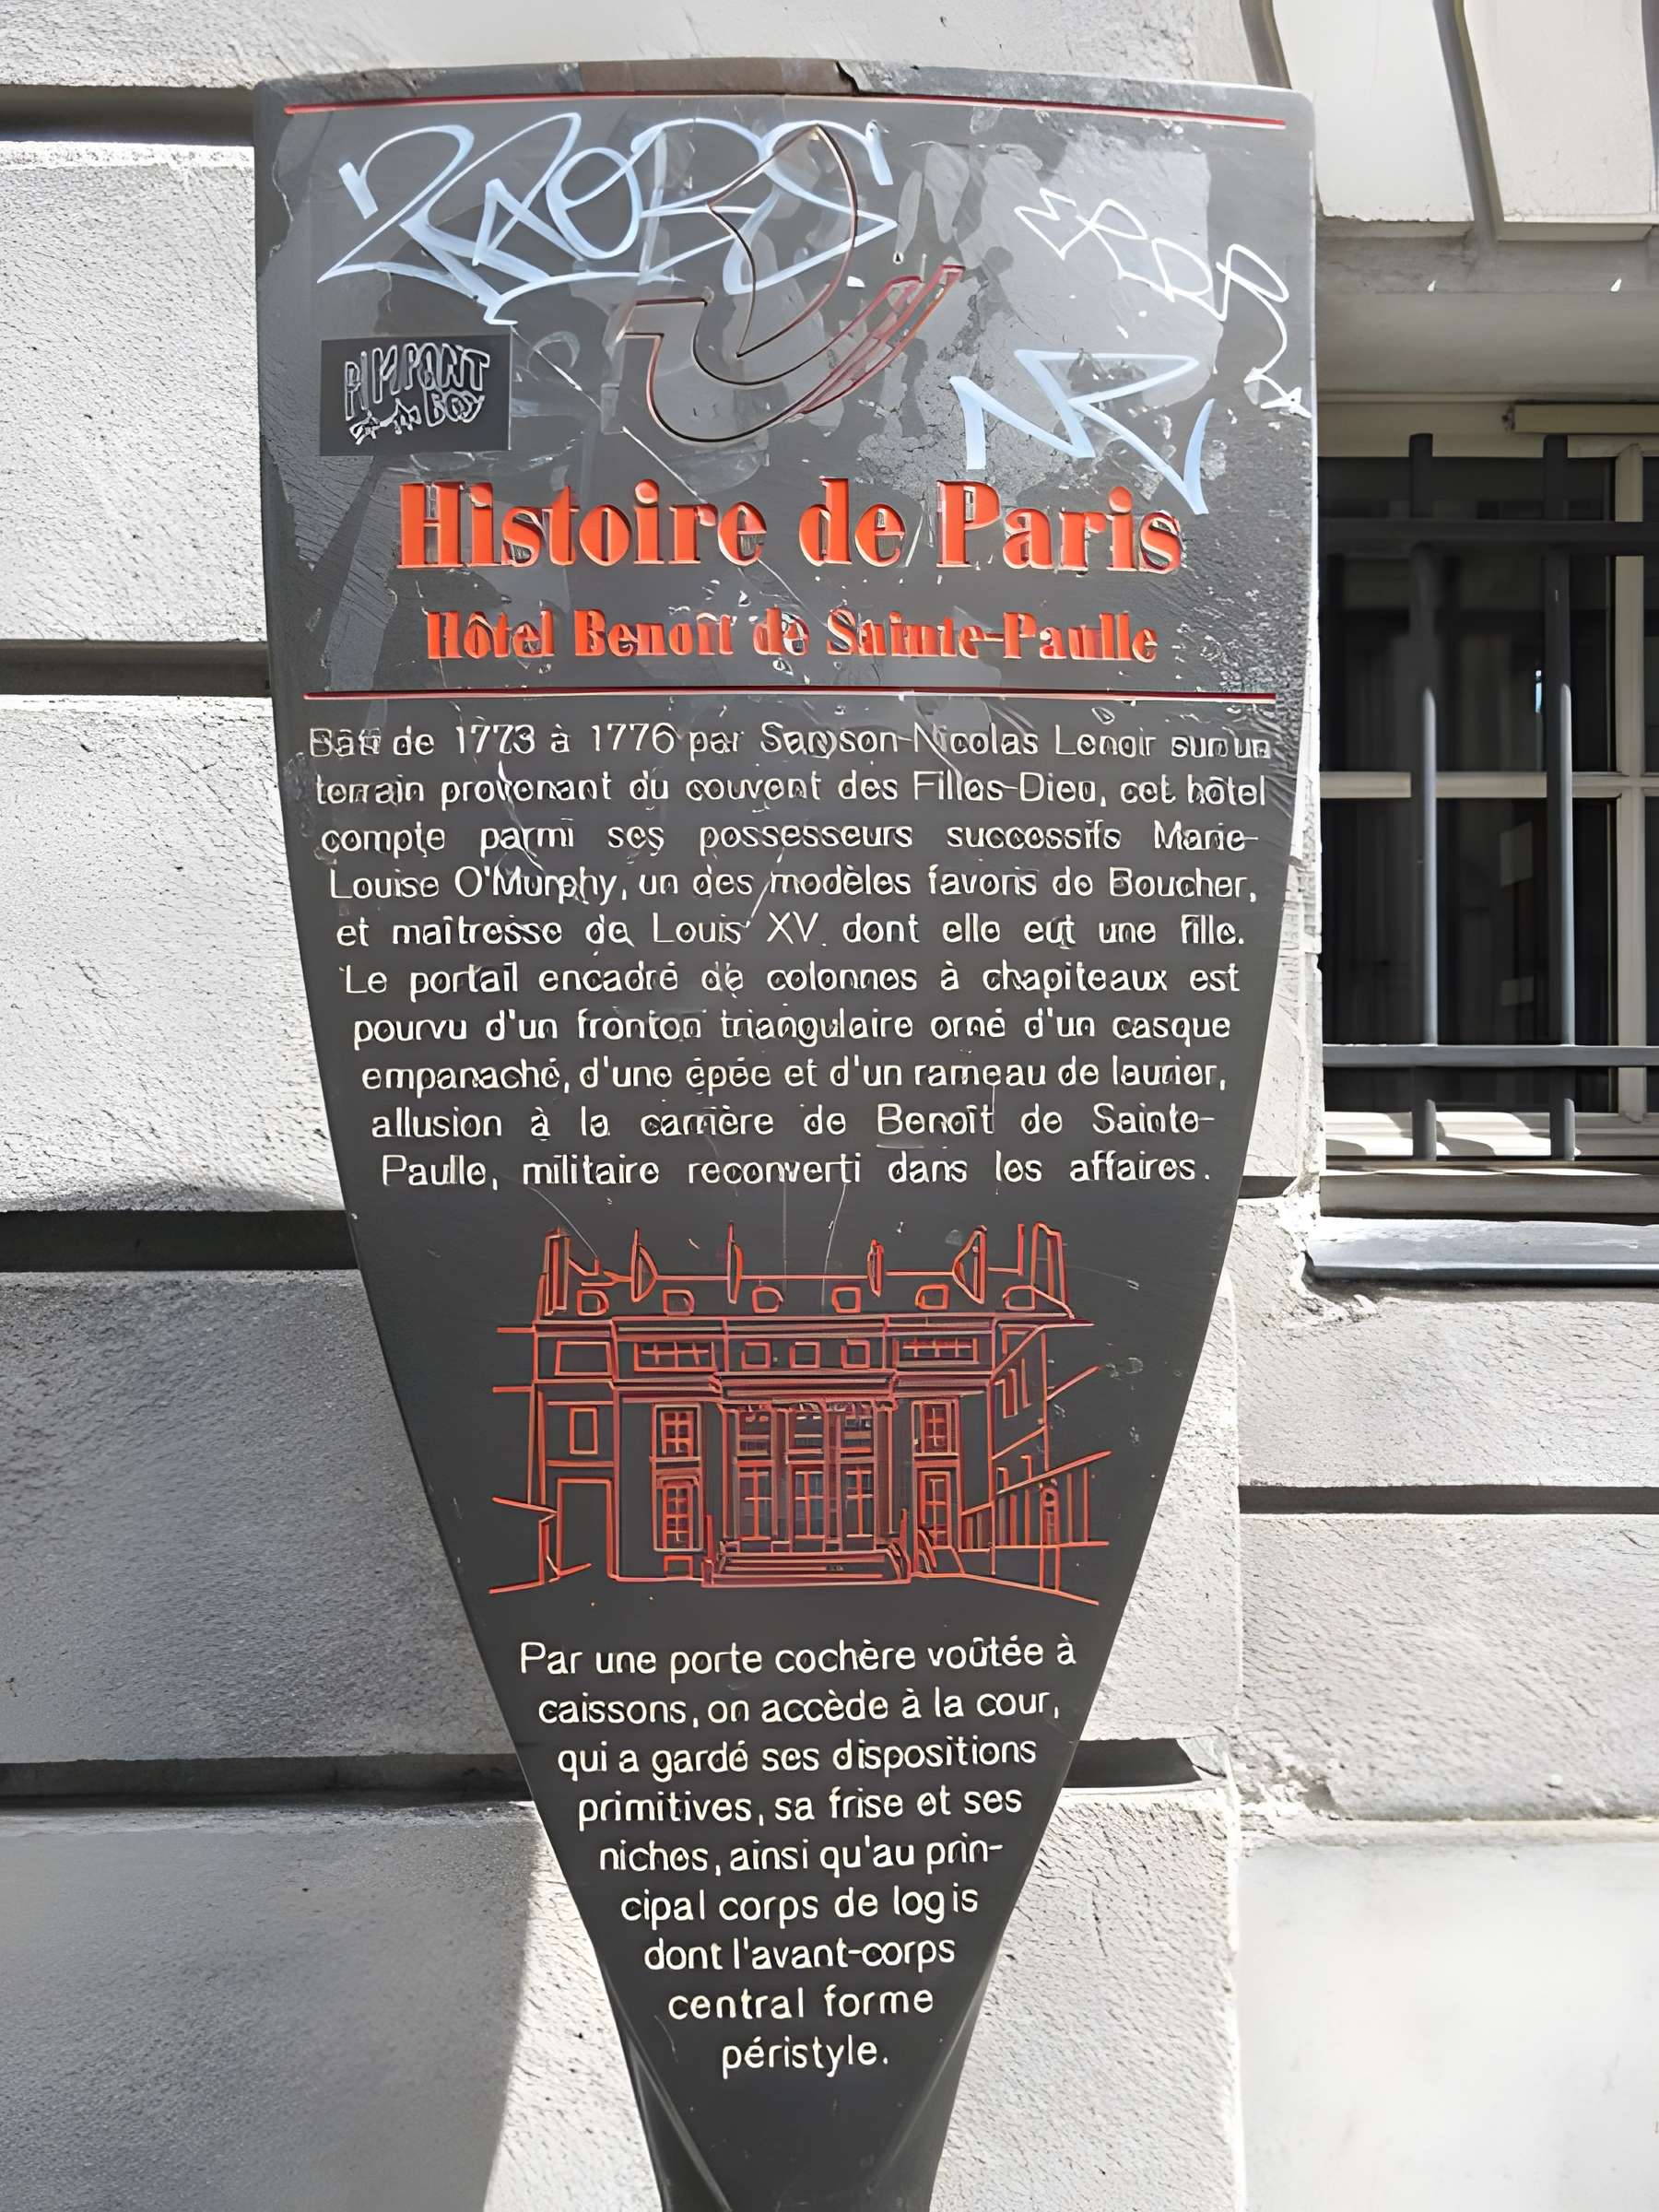 PIMPANT
BOY
Histoire de Paris
Hôtel Benoît de Sainte-Paulle
Bâti de 1773 à 1776 par Samson-Nicolas Lenoir sur un
terrain provenant du couvent des Filles-Dieu, cet hôtel
compte parmi ses possesseurs successifs Marie-
Louise O'Murphy, un des modèles favoris de Boucher,
et maîtresse de Louis XV dont elle eut une fille.
Le portail encadré de colonnes à chapiteaux est
pourvu d'un fronton triangulaire orné d'un casque
empanaché, d'une épée et d'un rameau de laurier,
allusion à la carrière de Benoît de Sainte-
Paulle, militaire reconverti dans les affaires.
Par une porte cochère voûtée à
caissons, on accède à la cour,
qui a gardé ses dispositions
primitives, sa frise et ses
niches, ainsi qu'au prin-
cipal corps de logis
dont l'avant-corps
central forme
péristyle.